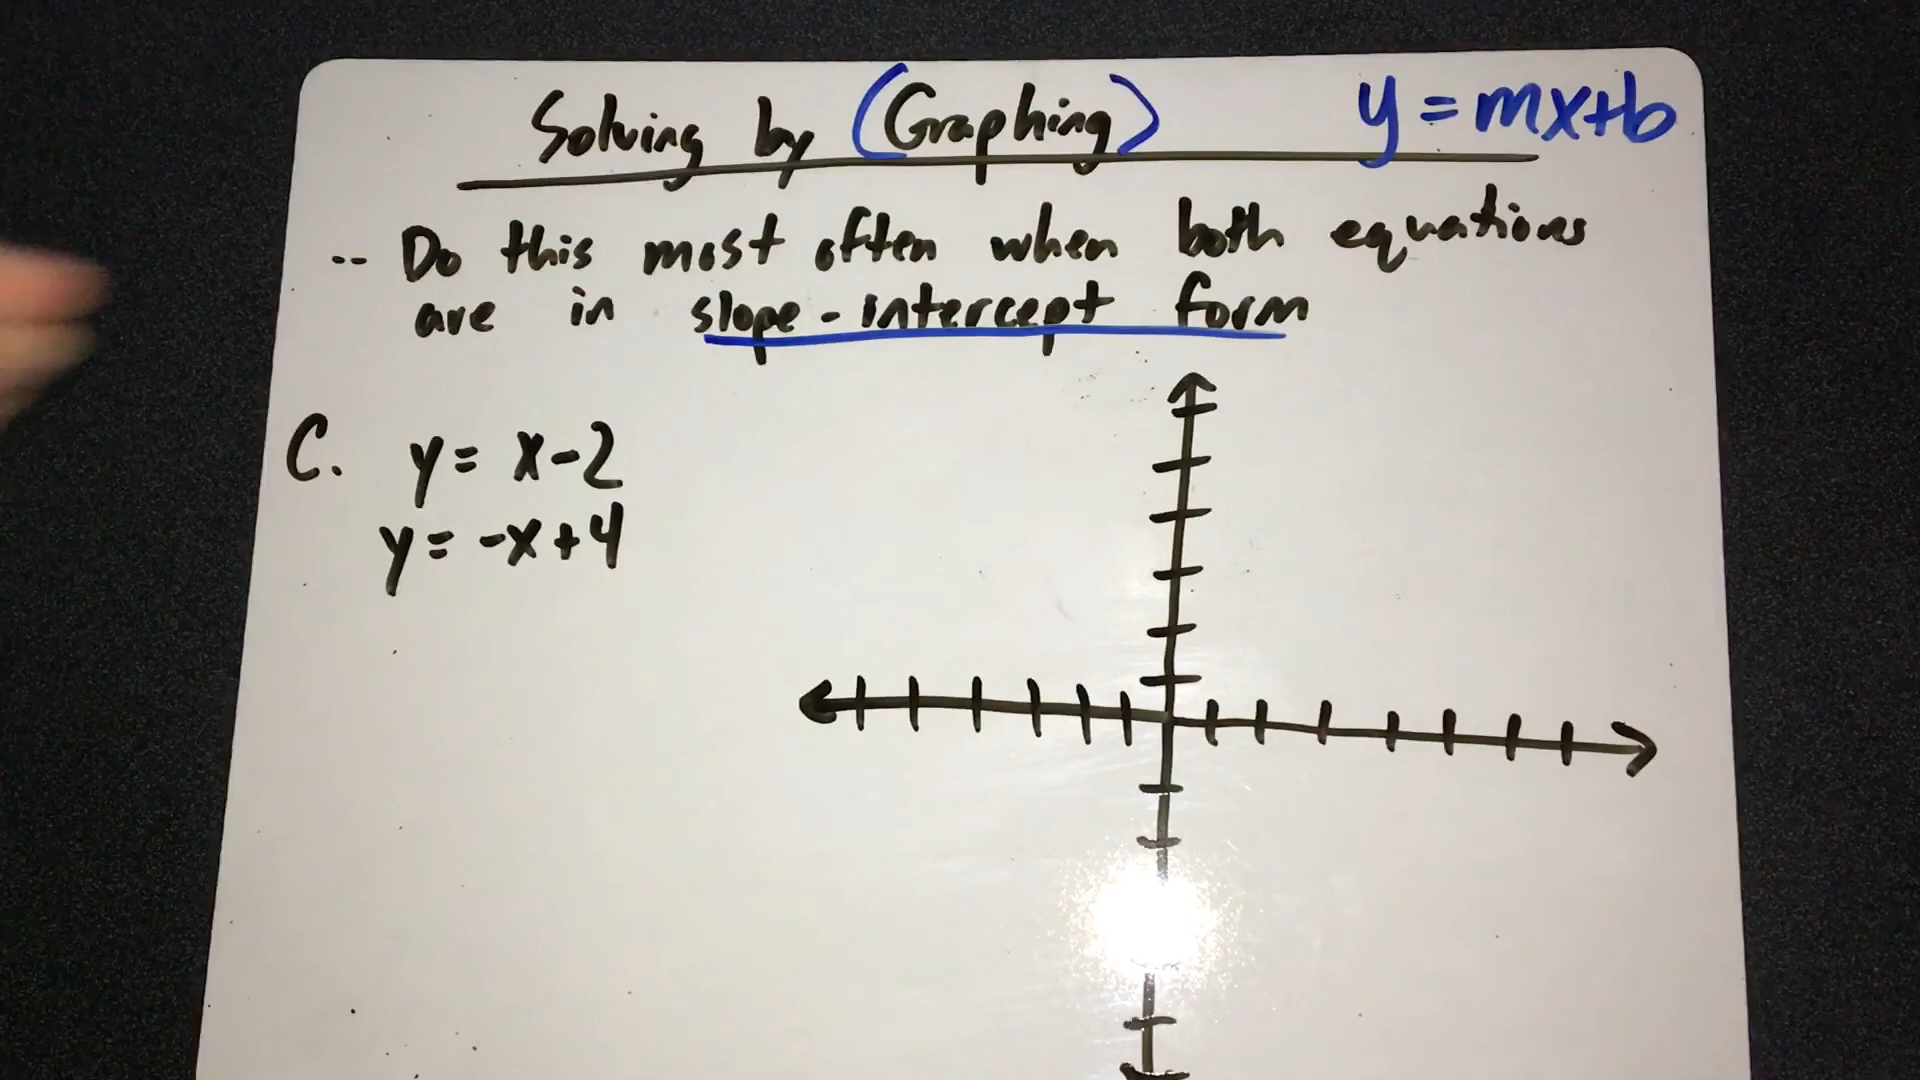 Solving by (Graphing) y=mx+b
-- Do this most often when both equations
are in slope-intercept form
C. y= x-2
y= -x+4